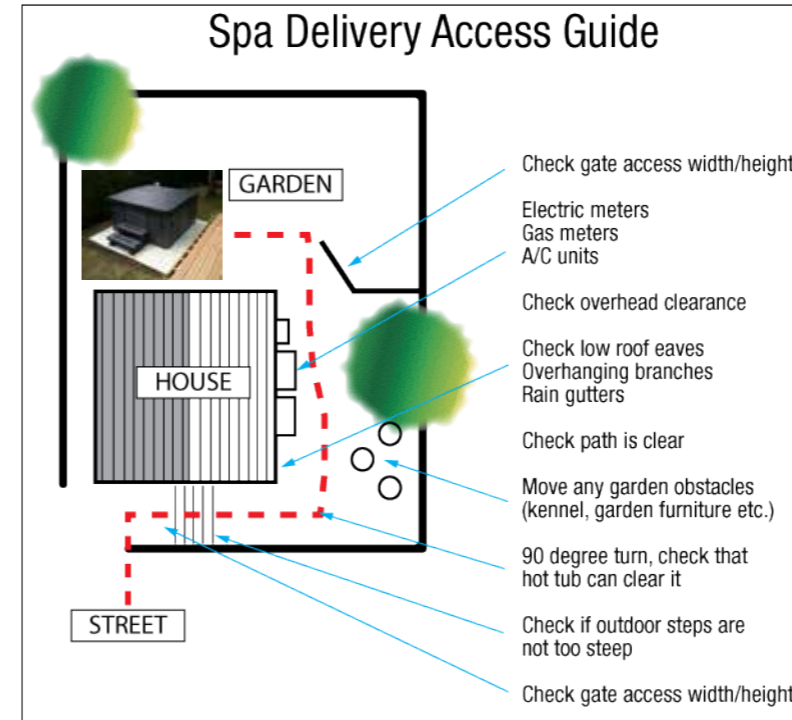 Spa Delivery Access Guide
GARDEN
HOUSE
STREET
Check gate access width/height
Electric meters
Gas meters
A/C units
Check overhead clearance
Check low roof eaves
Overhanging branches
Rain gutters
Check path is clear
Move any garden obstacles
(kennel, garden furniture etc.)
90 degree turn, check that
hot tub can clear it
Check if outdoor steps are
not too steep
Check gate access width/height